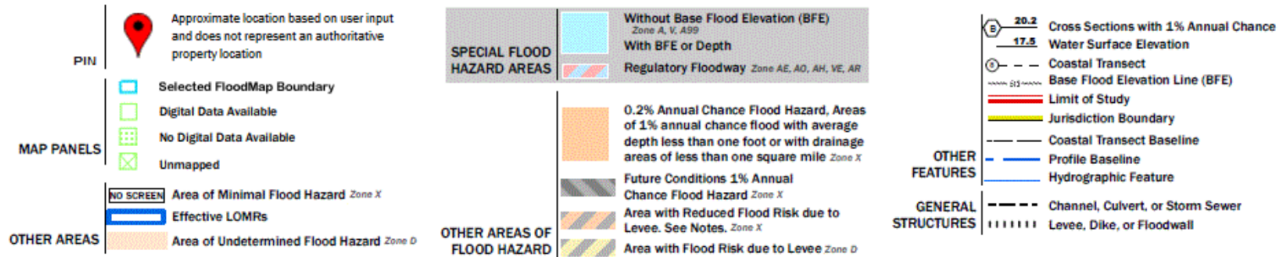 PIN
Approximate location based on user input
and does not represent an authoritative
property location
MAP PANELS
Selected FloodMap Boundary
Digital Data Available
No Digital Data Available
Unmapped
OTHER AREAS
NO SCREEN Area of Minimal Flood Hazard Zone X
Effective LOMRs
Area of Undetermined Flood Hazard Zone D
SPECIAL FLOOD
HAZARD AREAS
Without Base Flood Elevation (BFE)
Zone A, V, A99
With BFE or Depth
Regulatory Floodway Zone AE, AO, AH, VE, AR
OTHER AREAS OF
FLOOD HAZARD
0.2% Annual Chance Flood Hazard, Areas
of 1% annual chance flood with average
depth less than one foot or with drainage
areas of less than one square mile Zone X
Future Conditions 1% Annual
Chance Flood Hazard Zone X
Area with Reduced Flood Risk due to
Levee. See Notes. Zone X
Area with Flood Risk due to Levee Zone D
OTHER
FEATURES
B 20.2 Cross Sections with 1% Annual Chance
17.5 Water Surface Elevation
8 Coastal Transect
513 Base Flood Elevation Line (BFE)
Limit of Study
Jurisdiction Boundary
Coastal Transect Baseline
Profile Baseline
Hydrographic Feature
GENERAL
STRUCTURES
Channel, Culvert, or Storm Sewer
Levee, Dike, or Floodwall